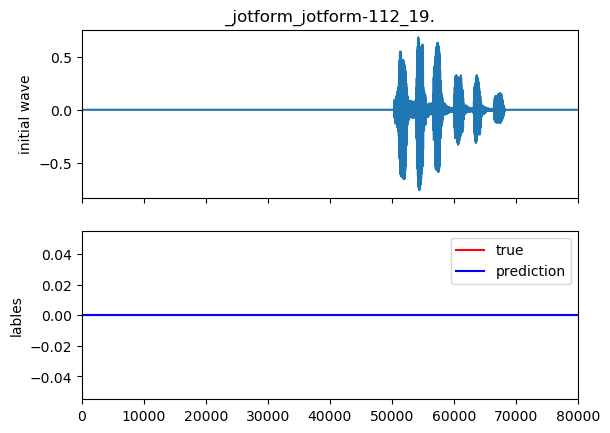 _jotform_jotform-112_19.
0.5
0.0
−0.5
initial wave
0.04
0.02
0.00
−0.02
−0.04
lables
true
prediction
0 10000 20000 30000 40000 50000 60000 70000 80000